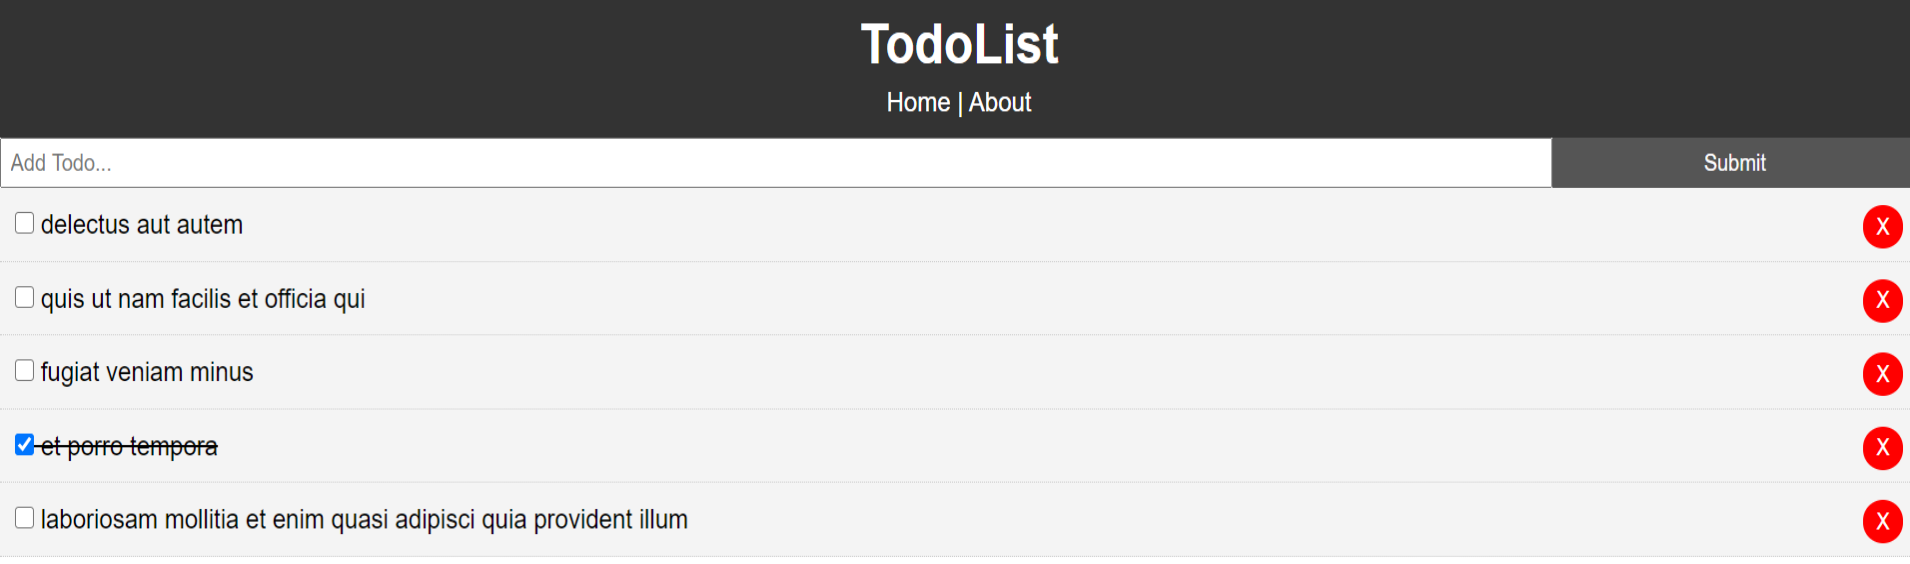 TodoList
Home | About
Add Todo...
Submit
delectus aut autem
X
quis ut nam facilis et officia qui
X
fugiat veniam minus
X
et porro tempora
X
laboriosam mollitia et enim quasi adipisci quia provident illum
X